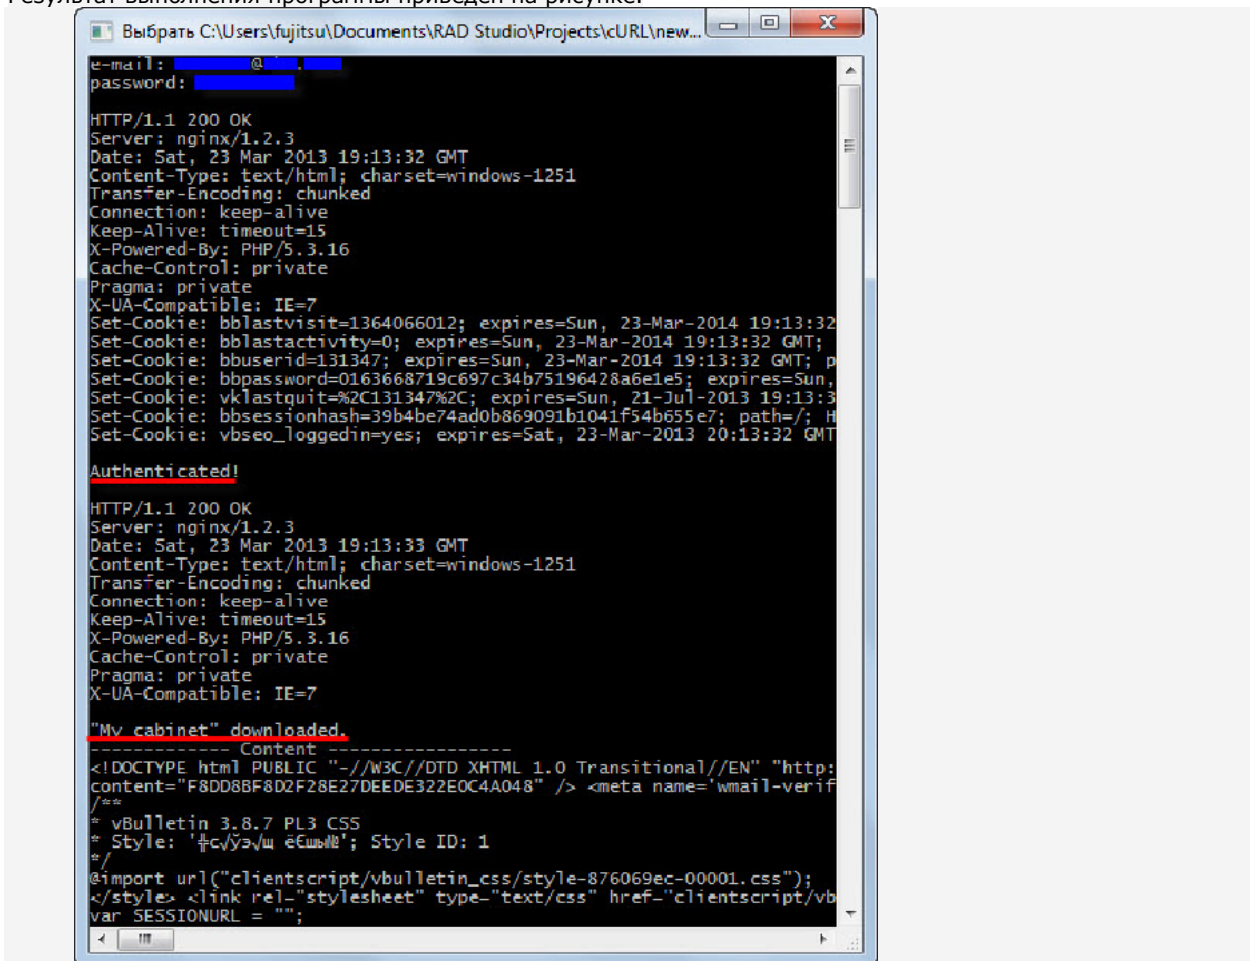 Результат выполнения программы приведен на рисунке.
Выбрать C:\Users\fujitsu\Documents\RAD Studio\Projects\cURL\new...
e-mail: @ .
password:
HTTP/1.1 200 OK
Server: nginx/1.2.3
Date: Sat, 23 Mar 2013 19:13:32 GMT
Content-Type: text/html; charset=windows-1251
Transfer-Encoding: chunked
Connection: keep-alive
Keep-Alive: timeout=15
X-Powered-By: PHP/5.3.16
Cache-Control: private
Pragma: private
X-UA-Compatible: IE=7
Set-Cookie: bblastvisit=1364066012; expires=Sun, 23-Mar-2014 19:13:32
Set-Cookie: bblastactivity=0; expires=Sun, 23-Mar-2014 19:13:32 GMT;
Set-Cookie: bbuserid=131347; expires=Sun, 23-Mar-2014 19:13:32 GMT; p
Set-Cookie: bbpassword=0163668719c697c34b75196428a6e1e5; expires=Sun,
Set-Cookie: vklastquit=%2C131347%2C; expires=Sun, 21-Jul-2013 19:13:3
Set-Cookie: bbsessionhash=39b4be74ad0b869091b1041f54b655e7; path=/; H
Set-Cookie: vbseo_loggedin=yes; expires=Sat, 23-Mar-2013 20:13:32 GMT
Authenticated!
HTTP/1.1 200 OK
Server: nginx/1.2.3
Date: Sat, 23 Mar 2013 19:13:33 GMT
Content-Type: text/html; charset=windows-1251
Transfer-Encoding: chunked
Connection: keep-alive
Keep-Alive: timeout=15
X-Powered-By: PHP/5.3.16
Cache-Control: private
Pragma: private
X-UA-Compatible: IE=7
"My cabinet" downloaded.
------------- Content -----------------
<!DOCTYPE html PUBLIC "-//W3C//DTD XHTML 1.0 Transitional//EN" "http:
content="F8DD8BF8D2F28E27DEEDE322E0C4A048" /> <meta name='wmail-verif
/**
* vBulletin 3.8.7 PL3 CSS
* Style: '╬с√ўэ√щ ё€шы№'; Style ID: 1
*/
@import url("clientscript/vbulletin_css/style-876069ec-00001.css");
</style> <link rel="stylesheet" type="text/css" href="clientscript/vb
var SESSIONURL = "";